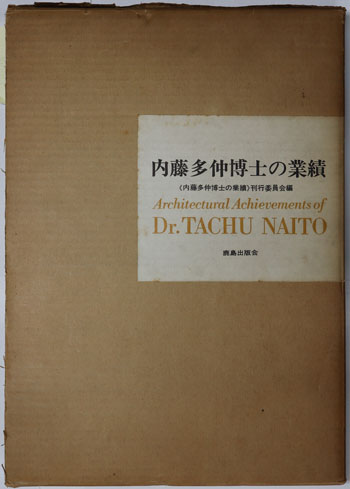 内藤多仲博士の業績
《内藤多仲博士の業績》刊行委員会編
Architectural Achievements of
Dr. TACHU NAITO
鹿島出版会